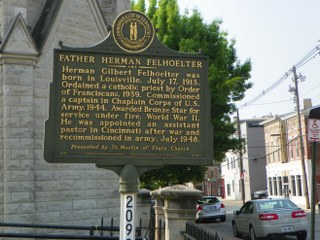 FATHER HERMAN FELHOELTER
Herman Gilbert Felhoelter was
born in Louisville, July 17, 1913.
Ordained a catholic priest by Order
of Franciscans, 1939. Commissioned
a captain in Chaplain Corps of U.S.
Army, 1944. Awarded Bronze Star for
service under fire, World War II.
He was appointed an assistant
pastor in Cincinnati after war and
recommissioned in army, July 1948.
Presented by St. Martin of Tours Church
209